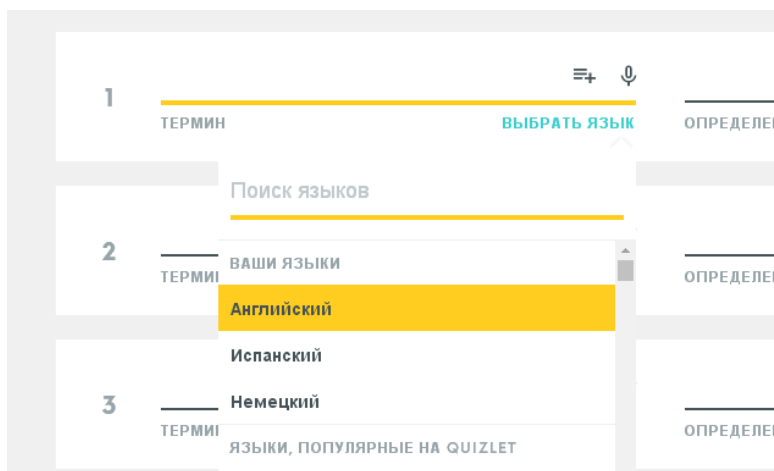 1
ТЕРМИН ВЫБРАТЬ ЯЗЫК
Поиск языков
2
ВАШИ ЯЗЫКИ
Английский
Испанский
3
Немецкий
ЯЗЫКИ, ПОПУЛЯРНЫЕ НА QUIZLET